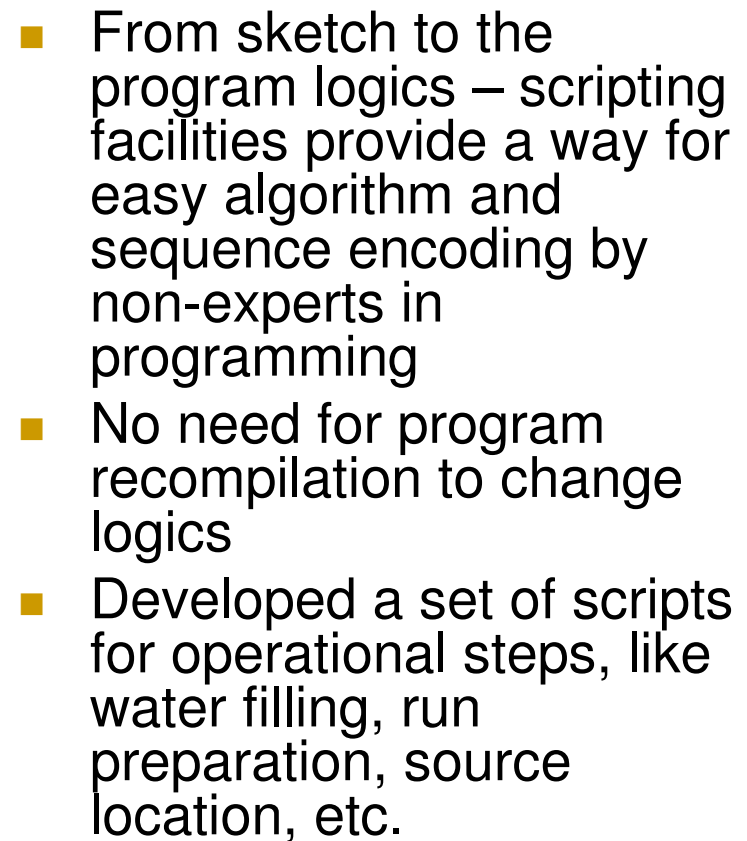 From sketch to the
program logics – scripting
facilities provide a way for
easy algorithm and
sequence encoding by
non-experts in
programming
No need for program
recompilation to change
logics
Developed a set of scripts
for operational steps, like
water filling, run
preparation, source
location, etc.